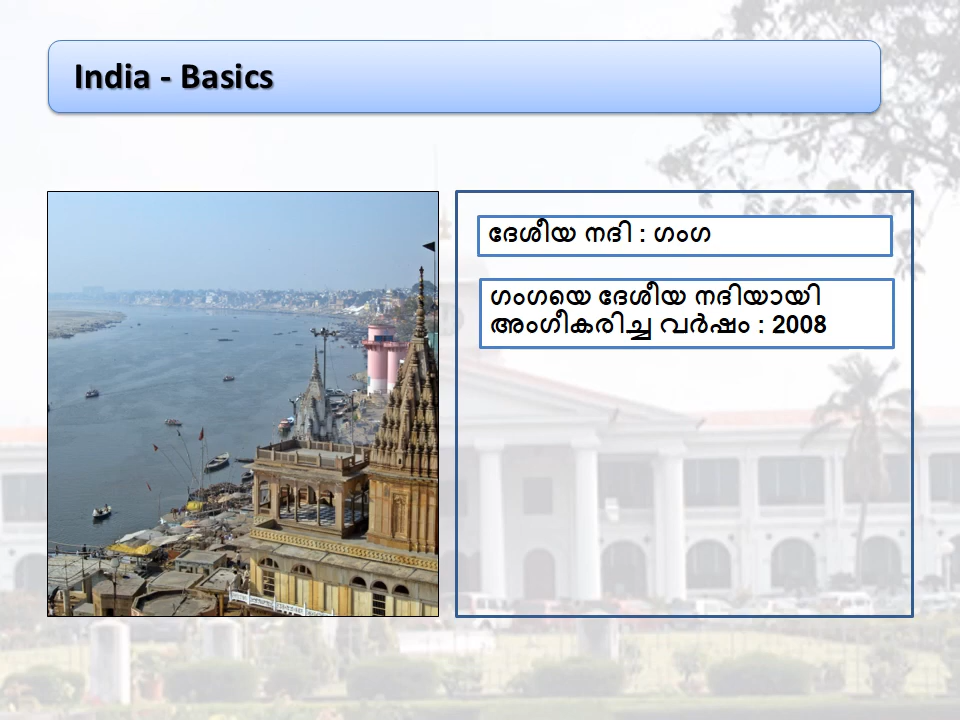 India - Basics
ദേശീയ നദി : ഗംഗ
ഗംഗയെ ദേശീയ നദിയായി
അംഗീകരിച്ച വർഷം : 2008